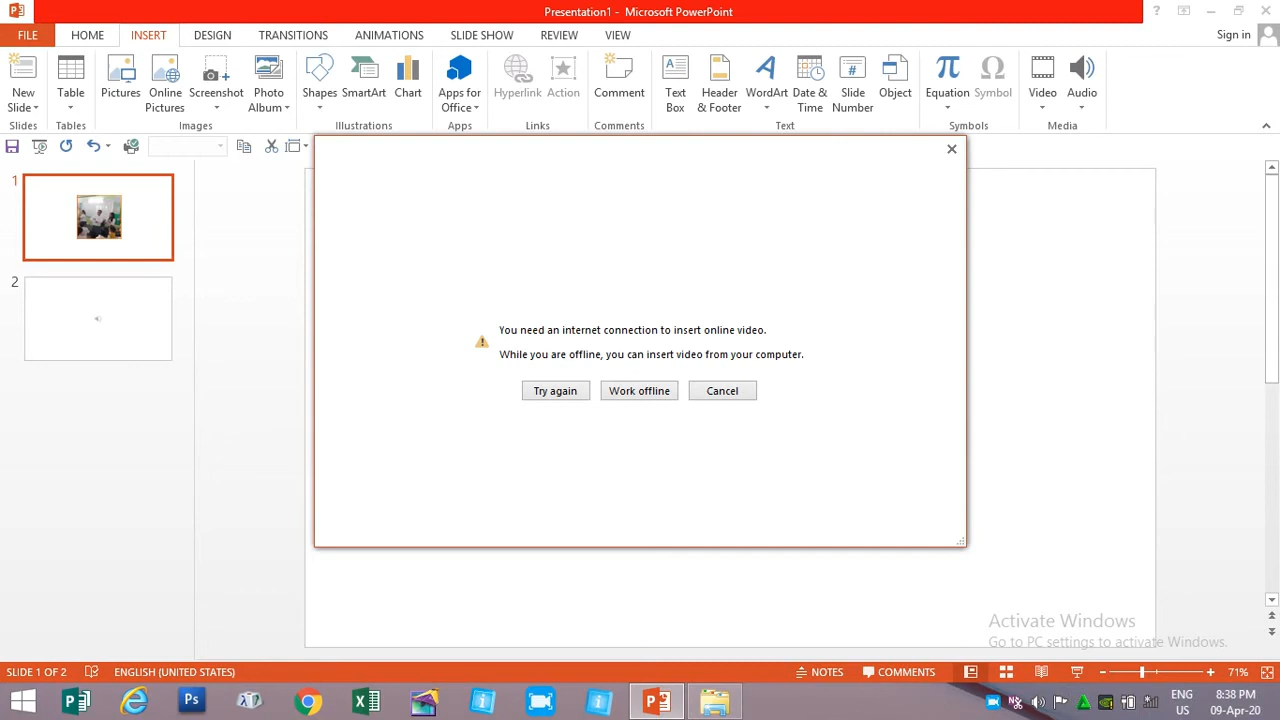 Presentation1 - Microsoft PowerPoint
?
FILE HOME INSERT DESIGN TRANSITIONS ANIMATIONS SLIDE SHOW REVIEW VIEW Sign in
New Slide
Table
Pictures
Online Pictures
Screenshot
Photo Album
Shapes
SmartArt
Chart
Apps for Office
Hyperlink
Action
Comment
Text Box
Header & Footer
WordArt
Date & Time
Slide Number
Object
Equation
Symbol
Video
Audio
Slides Tables Images Illustrations Apps Links Comments Text Symbols Media
1
2
You need an internet connection to insert online video.
While you are offline, you can insert video from your computer.
Try again Work offline Cancel
Activate Windows
Go to PC settings to activate Windows.
SLIDE 1 OF 2 ENGLISH (UNITED STATES) NOTES COMMENTS 71%
ENG 8:38 PM
US 09-Apr-20